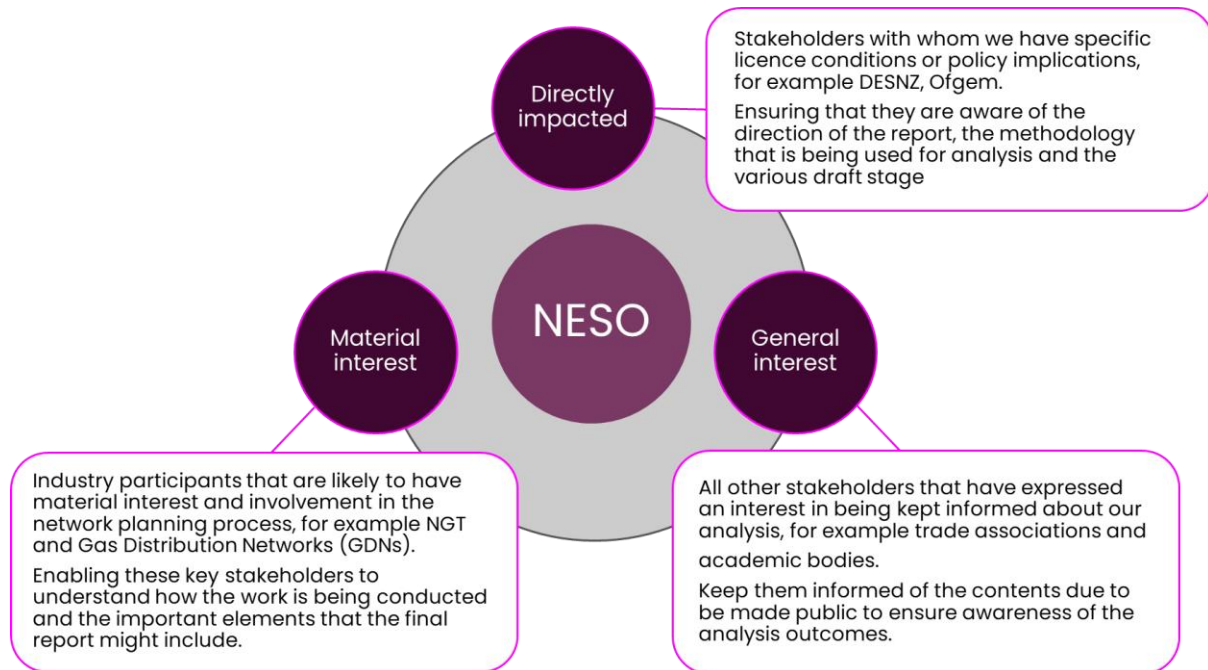 Directly
impacted
Stakeholders with whom we have specific
licence conditions or policy implications,
for example DESNZ, Ofgem.
Ensuring that they are aware of the
direction of the report, the methodology
that is being used for analysis and the
various draft stage
NESO
Material
interest
General
interest
Industry participants that are likely to have
material interest and involvement in the
network planning process, for example NGT
and Gas Distribution Networks (GDNs).
Enabling these key stakeholders to
understand how the work is being conducted
and the important elements that the final
report might include.
All other stakeholders that have expressed
an interest in being kept informed about our
analysis, for example trade associations and
academic bodies.
Keep them informed of the contents due to
be made public to ensure awareness of the
analysis outcomes.